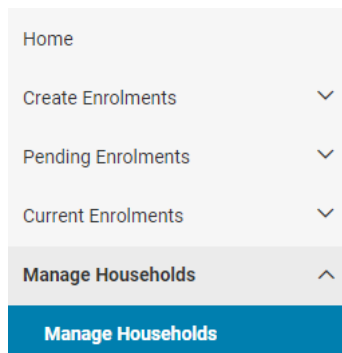 Home
Create Enrolments
Pending Enrolments
Current Enrolments
Manage Households
Manage Households